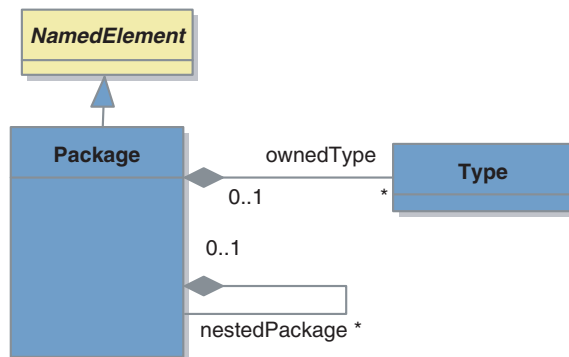 NamedElement
Package
ownedType
Type
0..1
*
0..1
nestedPackage *